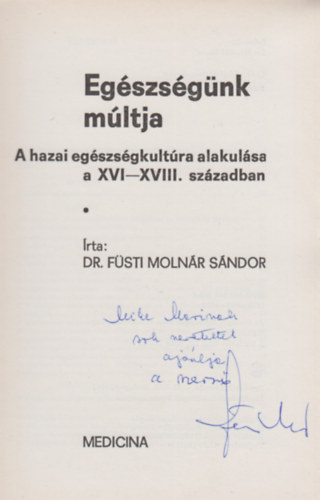 Egészségünk
múltja
A hazai egészségkultúra alakulása
a XVI—XVIII. században
•
Írta:
DR. FÜSTI MOLNÁR SÁNDOR
sok szeretettel
ajánlja
a szerző
MEDICINA